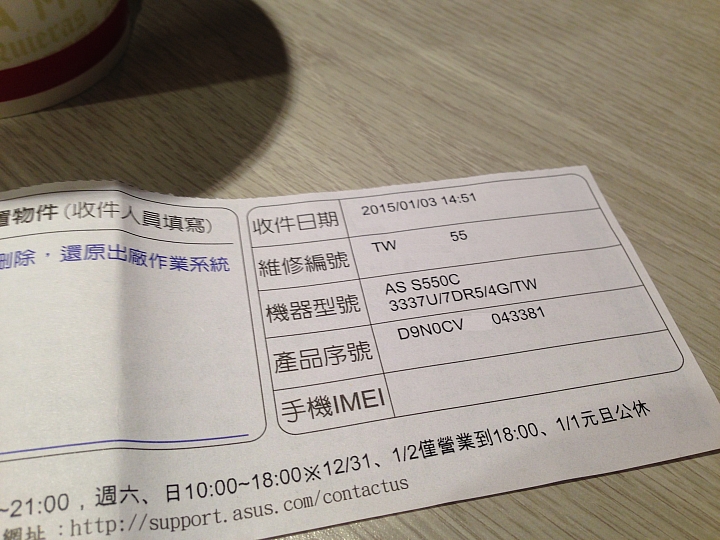 Quieras
置物件(收件人員填寫)
刪除,還原出廠作業系統
收件日期 2015/01/03 14:51
維修編號 TW 55
機器型號 AS S550C
3337U/7DR5/4G/TW
產品序號 D9N0CV 043381
手機IMEI
~21:00,週六、日10:00~18:00※12/31、1/2僅營業到18:00、1/1元旦公休
網址:http://support.asus.com/contactus